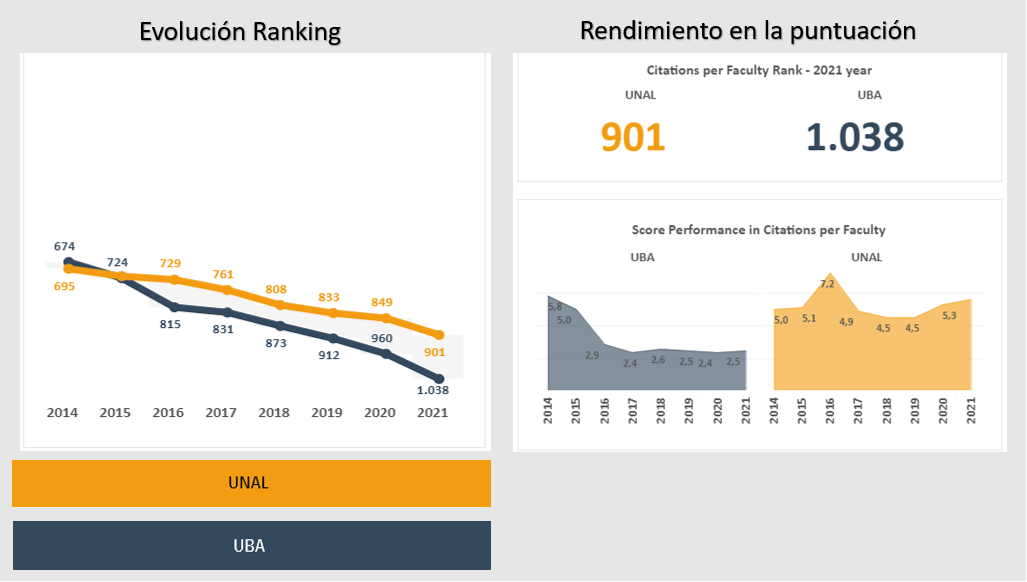 Evolución Ranking
674
695
724
729
815
761
831
808
873
833
912
849
960
901
1.038
2014 2015 2016 2017 2018 2019 2020 2021
UNAL
UBA
Rendimiento en la puntuación
Citations per Faculty Rank - 2021 year
UNAL UBA
901 1.038
Score Performance in Citations per Faculty
UBA UNAL
5,8 5,0 2,9 2,4 2,6 2,5 2,4 2,5
5,0 5,1 7,2 4,9 4,5 4,5 5,3
2014 2015 2016 2017 2018 2019 2020 2021
2014 2015 2016 2017 2018 2019 2020 2021